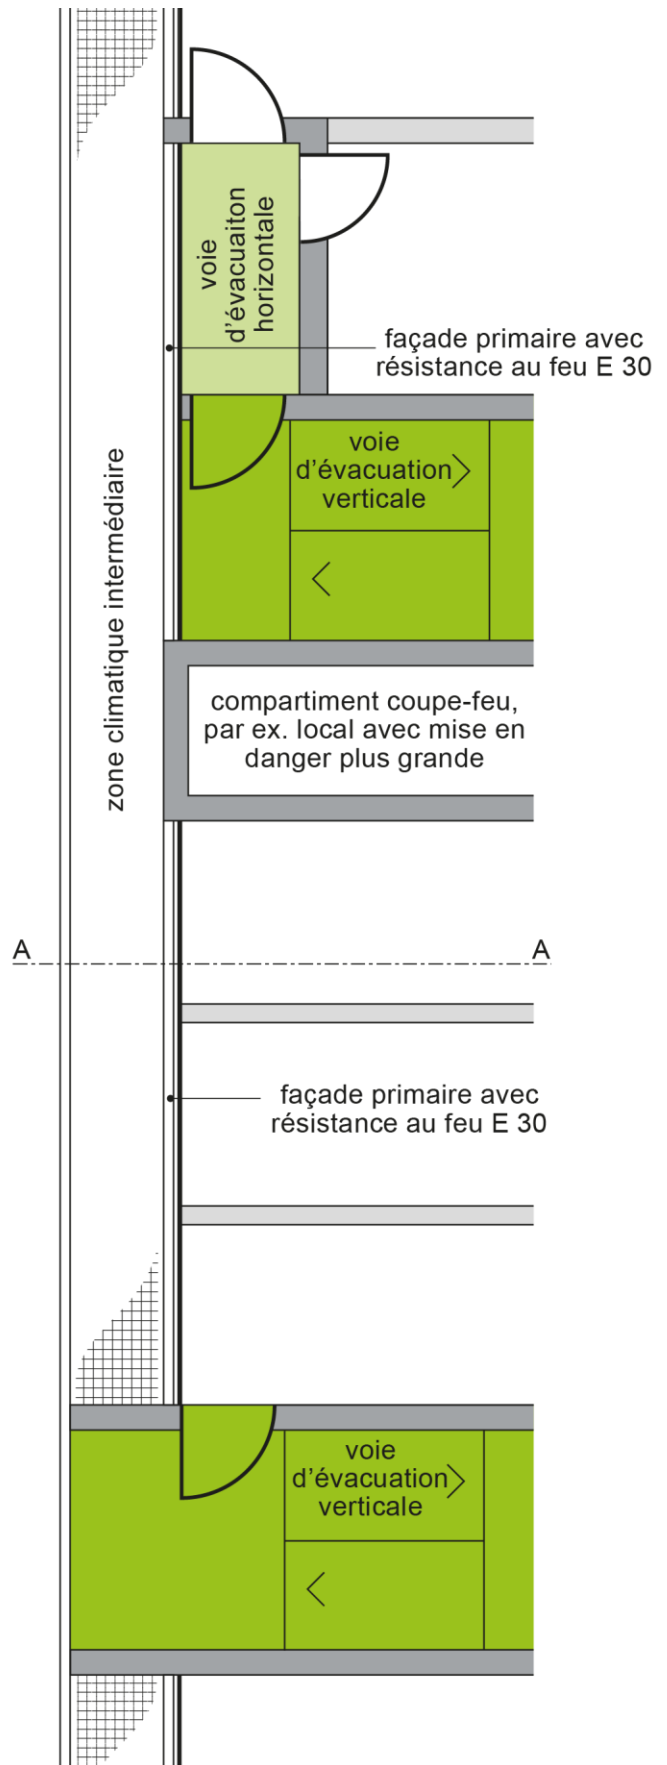 voie
d'évacuaiton
horizontale
façade primaire avec
résistance au feu E 30
voie
d'évacuation
verticale
zone climatique intermédiaire
compartiment coupe-feu,
par ex. local avec mise en
danger plus grande
A
A
façade primaire avec
résistance au feu E 30
voie
d'évacuation
verticale